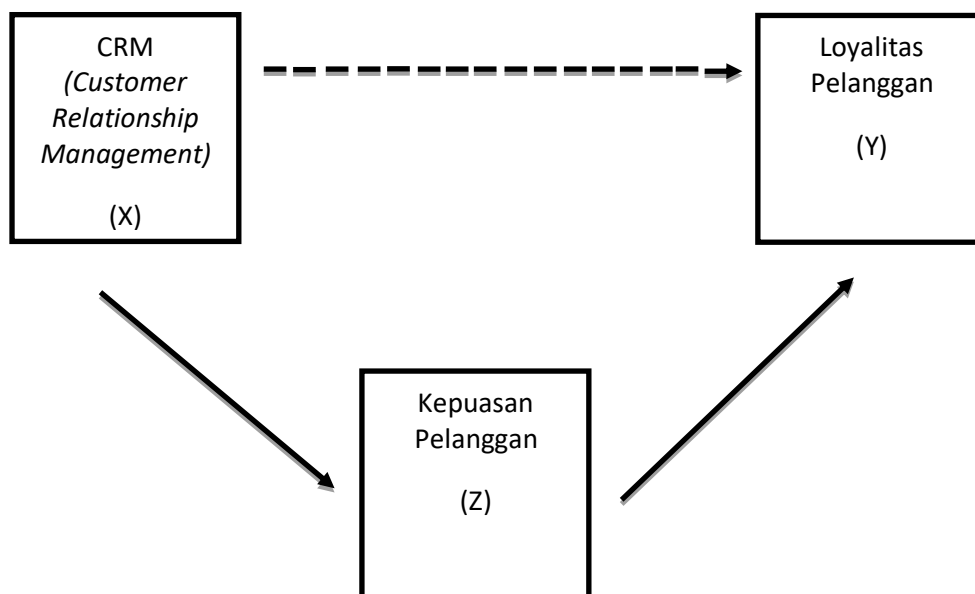 CRM
(Customer
Relationship
Management)
(X)
Loyalitas
Pelanggan
(Y)
Kepuasan
Pelanggan
(Z)